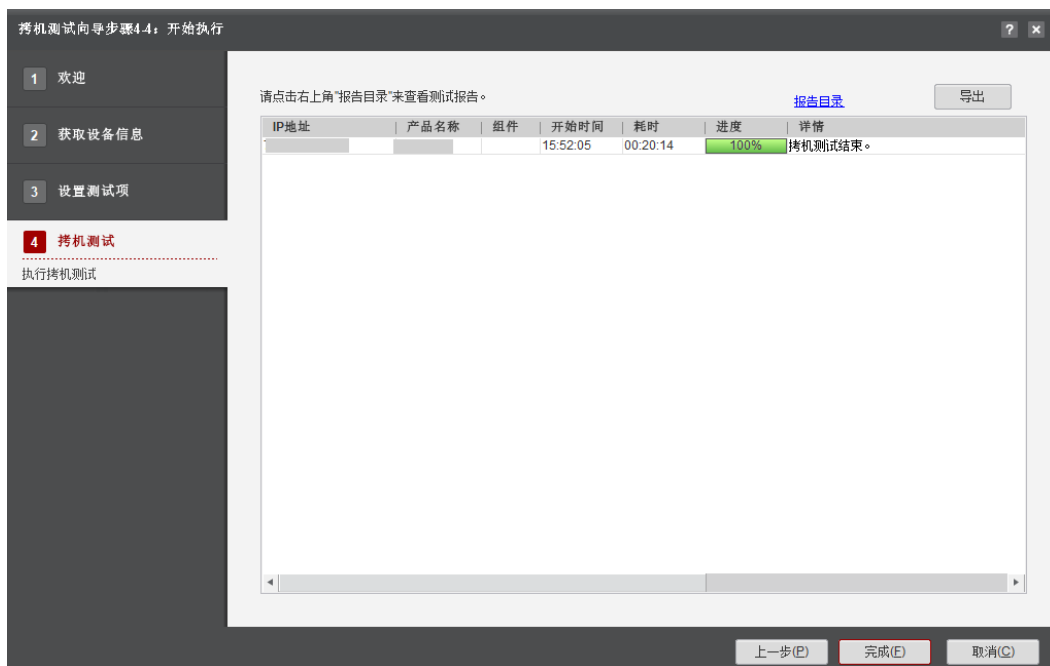 拷机测试向导步骤4-4：开始执行
? ×
1 欢迎
2 获取设备信息
3 设置测试项
4 拷机测试
执行拷机测试
请点击右上角"报告目录"来查看测试报告。
报告目录
导出
IP地址 产品名称 组件 开始时间 耗时 进度 详情
15:52:05 00:20:14 100% 拷机测试结束。
上一步(P) 完成(F) 取消(C)